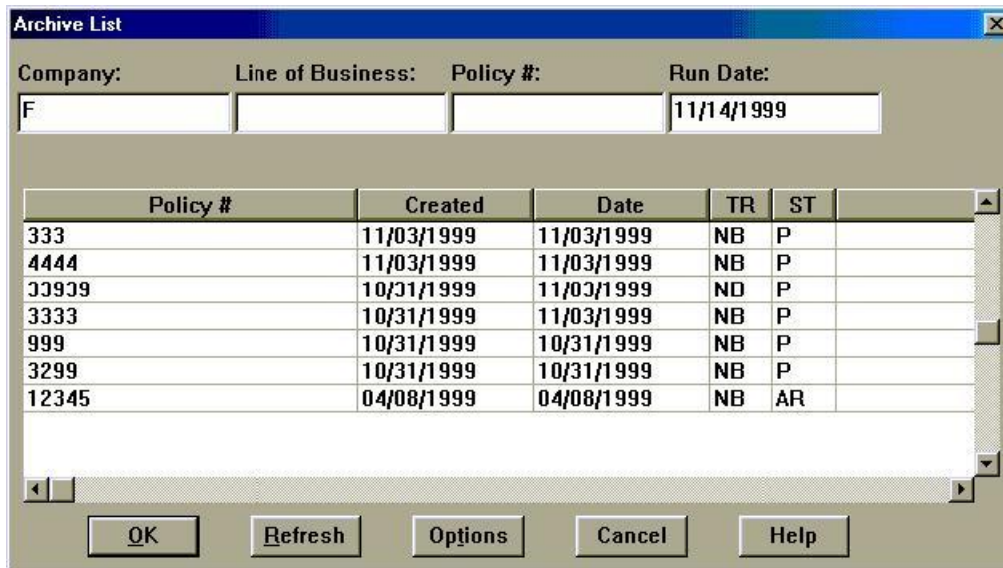 Archive List
Company: Line of Business: Policy #: Run Date:
F 11/14/1999
Policy # Created Date TR ST
333 11/03/1999 11/03/1999 NB P
4444 11/03/1999 11/03/1999 NB P
33939 10/31/1999 11/03/1999 NB P
3333 10/31/1999 11/03/1999 NB P
999 10/31/1999 10/31/1999 NB P
3299 10/31/1999 10/31/1999 NB P
12345 04/08/1999 04/08/1999 NB AR
OK Refresh Options Cancel Help